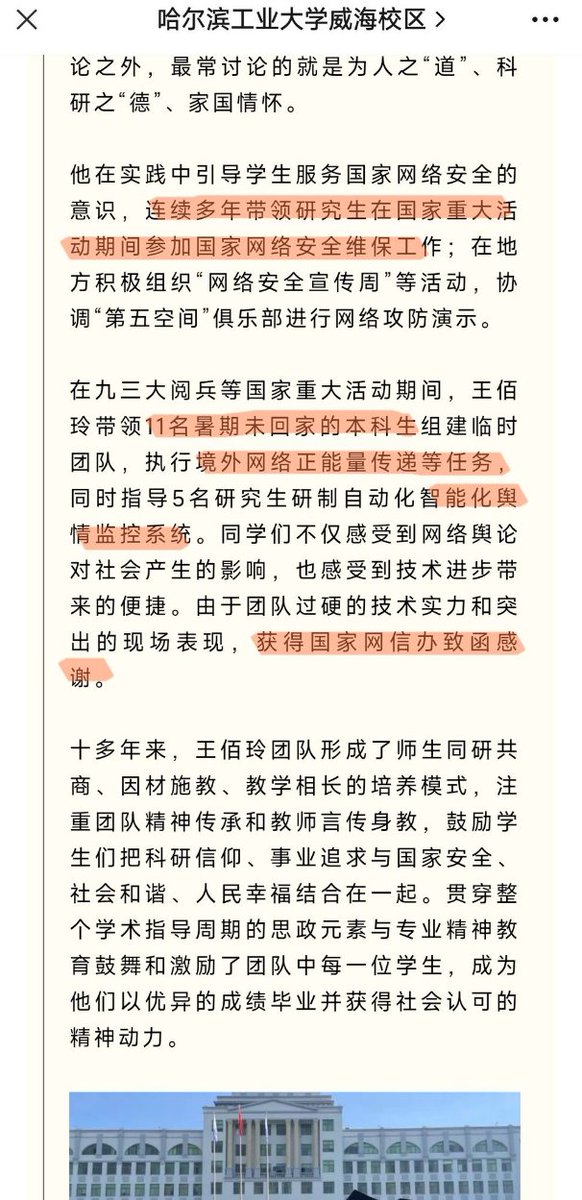 哈尔滨工业大学威海校区
论之外，最常讨论的就是为人之“道”、科
研之“德”、家国情怀。
他在实践中引导学生服务国家网络安全的
意识，连续多年带领研究生在国家重大活
动期间参加国家网络安全维保工作；在地
方积极组织“网络安全宣传周”等活动，协
调“第五空间”俱乐部进行网络攻防演示。
在九三大阅兵等国家重大活动期间，王佰
玲带领11名暑期未回家的本科生组建临时
团队，执行境外网络正能量传递等任务，
同时指导5名研究生研制自动化智能化舆
情监控系统。同学们不仅感受到网络舆论
对社会产生的影响，也感受到技术进步带
来的便捷。由于团队过硬的技术实力和突
出的现场表现，获得国家网信办致函感
谢。
十多年来，王佰玲团队形成了师生同研共
商、因材施教、教学相长的培养模式，注
重团队精神传承和教师言传身教，鼓励学
生们把科研信仰、事业追求与国家安全、
社会和谐、人民幸福结合在一起。贯穿整
个学术指导周期的思政元素与专业精神教
育鼓舞和激励了团队中每一位学生，成为
他们以优异的成绩毕业并获得社会认可的
精神动力。